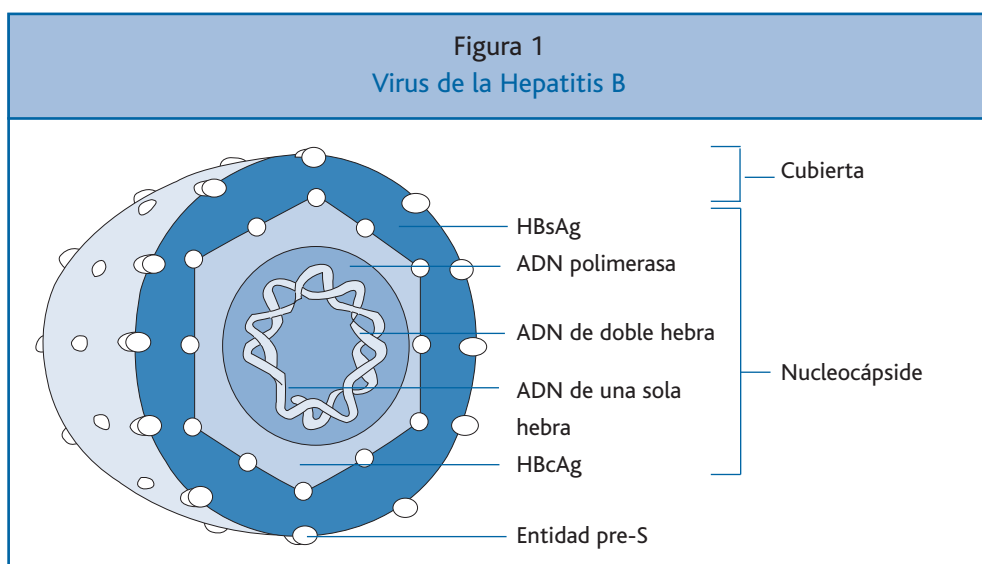 Figura 1
Virus de la Hepatitis B
Cubierta
HBsAg
ADN polimerasa
ADN de doble hebra
Nucleocápside
ADN de una sola
hebra
HBcAg
Entidad pre-S